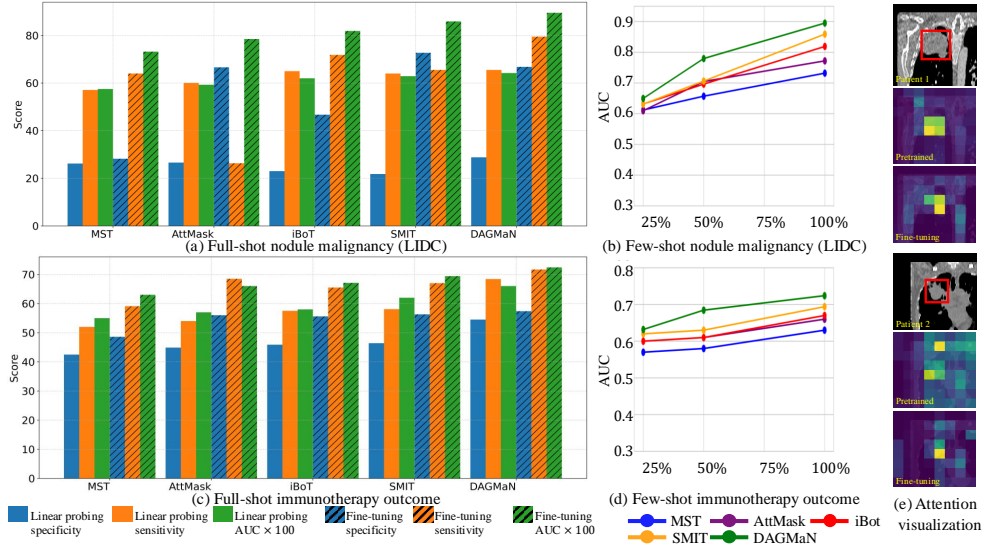 Score
80
60
40
20
0
MST
AttMask
iBoT
SMIT
DAGMaN
(a) Full-shot nodule malignancy (LIDC)
AUC
0.9
0.8
0.7
0.6
0.5
0.4
0.3
25%
50%
75%
100%
(b) Few-shot nodule malignancy (LIDC)
Patient 1
Pretrained
Fine-tuning
Score
70
60
50
40
30
20
10
0
MST
AttMask
iBoT
SMIT
DAGMaN
(c) Full-shot immunotherapy outcome
AUC
0.8
0.7
0.6
0.5
0.4
0.3
25%
50%
75%
100%
(d) Few-shot immunotherapy outcome
Patient 2
Pretrained
Fine-tuning
(e) Attention
visualization
Linear probing
specificity
Linear probing
sensitivity
Linear probing
AUC × 100
Fine-tuning
specificity
Fine-tuning
sensitivity
Fine-tuning
AUC × 100
MST
AttMask
iBot
SMIT
DAGMaN